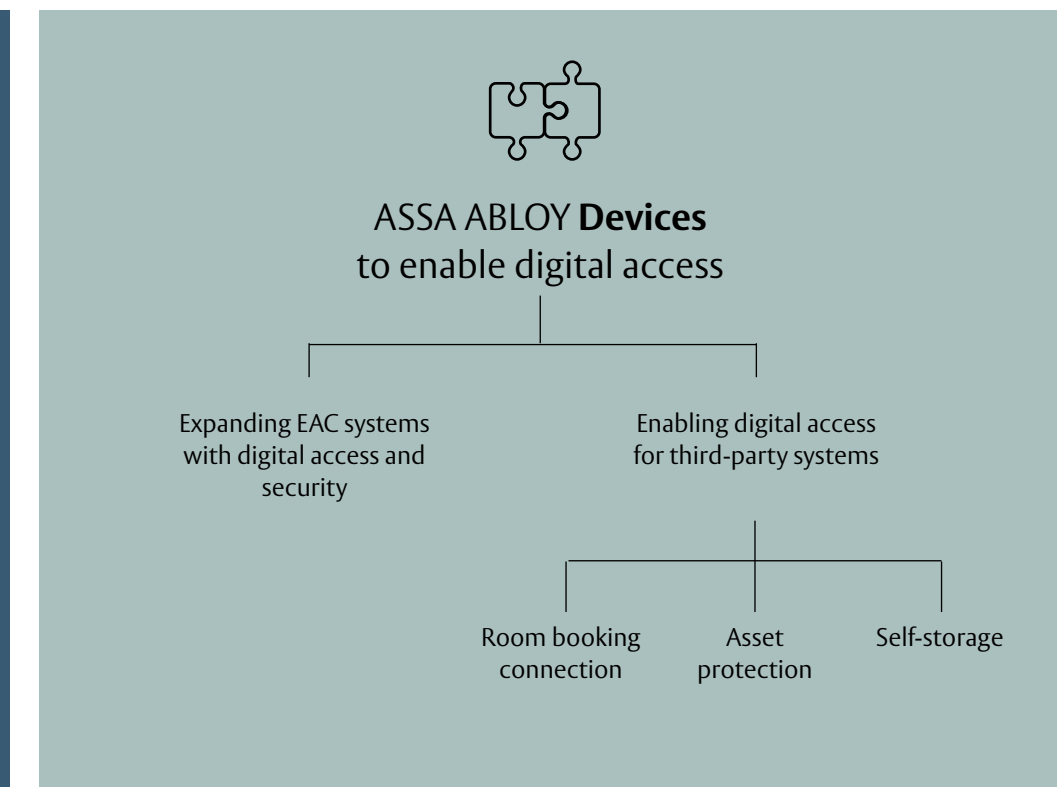 ASSA ABLOY Devices
to enable digital access
Expanding EAC systems
with digital access and
security
Enabling digital access
for third-party systems
Room booking
connection
Asset
protection
Self-storage